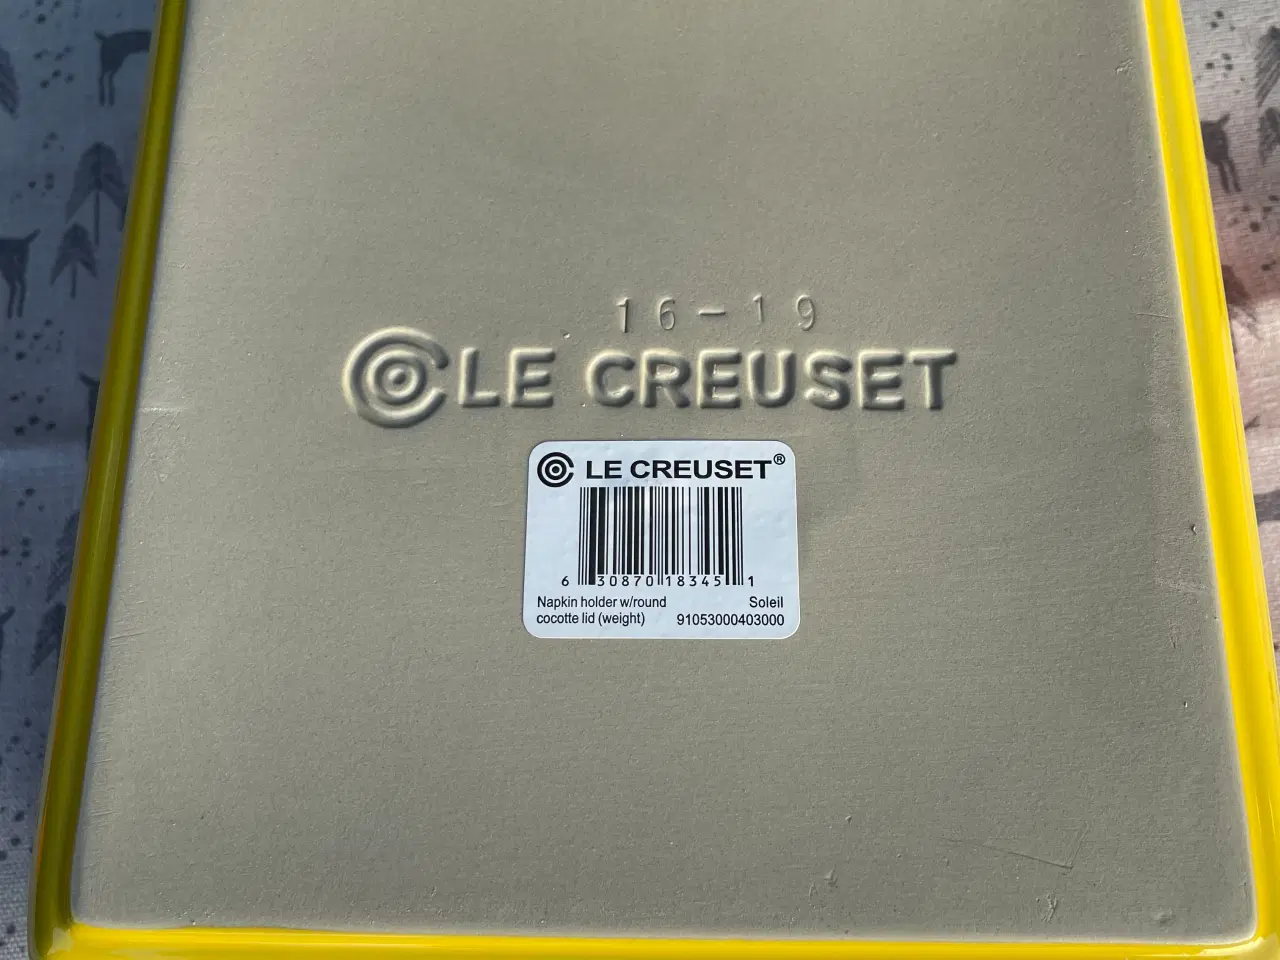 16-19
LE CREUSET
LE CREUSET®
6 30870 18345 1
Napkin holder w/round Soleil
cocotte lid (weight) 91053000403000